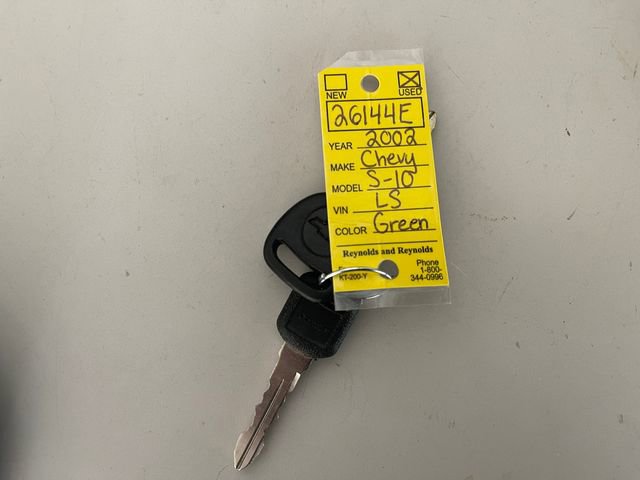 NEW USED
26144E
YEAR 2002
MAKE Chevy
MODEL S-10
VIN LS
COLOR Green
Reynolds and Reynolds
KT-200-Y
Phone
1-800-
344-0996